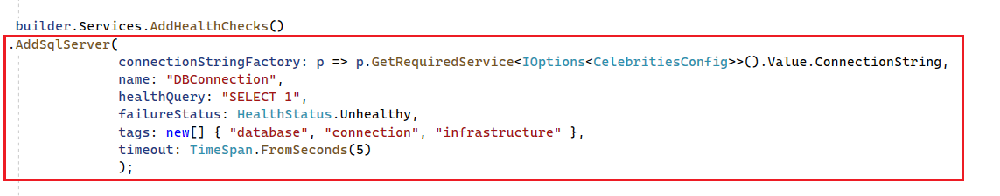 builder.Services.AddHealthChecks()
.AddSqlServer(
connectionStringFactory: p => p.GetRequiredService<IOptions<CelebritiesConfig>>().Value.ConnectionString,
name: "DBConnection",
healthQuery: "SELECT 1",
failureStatus: HealthStatus.Unhealthy,
tags: new[] { "database", "connection", "infrastructure" },
timeout: TimeSpan.FromSeconds(5)
);